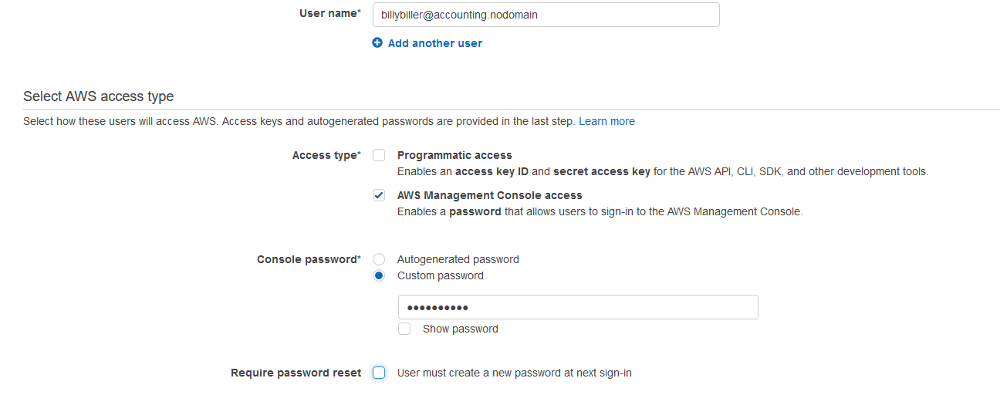 User name* billybiller@accounting.nodomain
Add another user
Select AWS access type
Select how these users will access AWS. Access keys and autogenerated passwords are provided in the last step. Learn more
Access type* Programmatic access
Enables an access key ID and secret access key for the AWS API, CLI, SDK, and other development tools.
AWS Management Console access
Enables a password that allows users to sign-in to the AWS Management Console.
Console password* Autogenerated password
Custom password
••••••••••
Show password
Require password reset User must create a new password at next sign-in